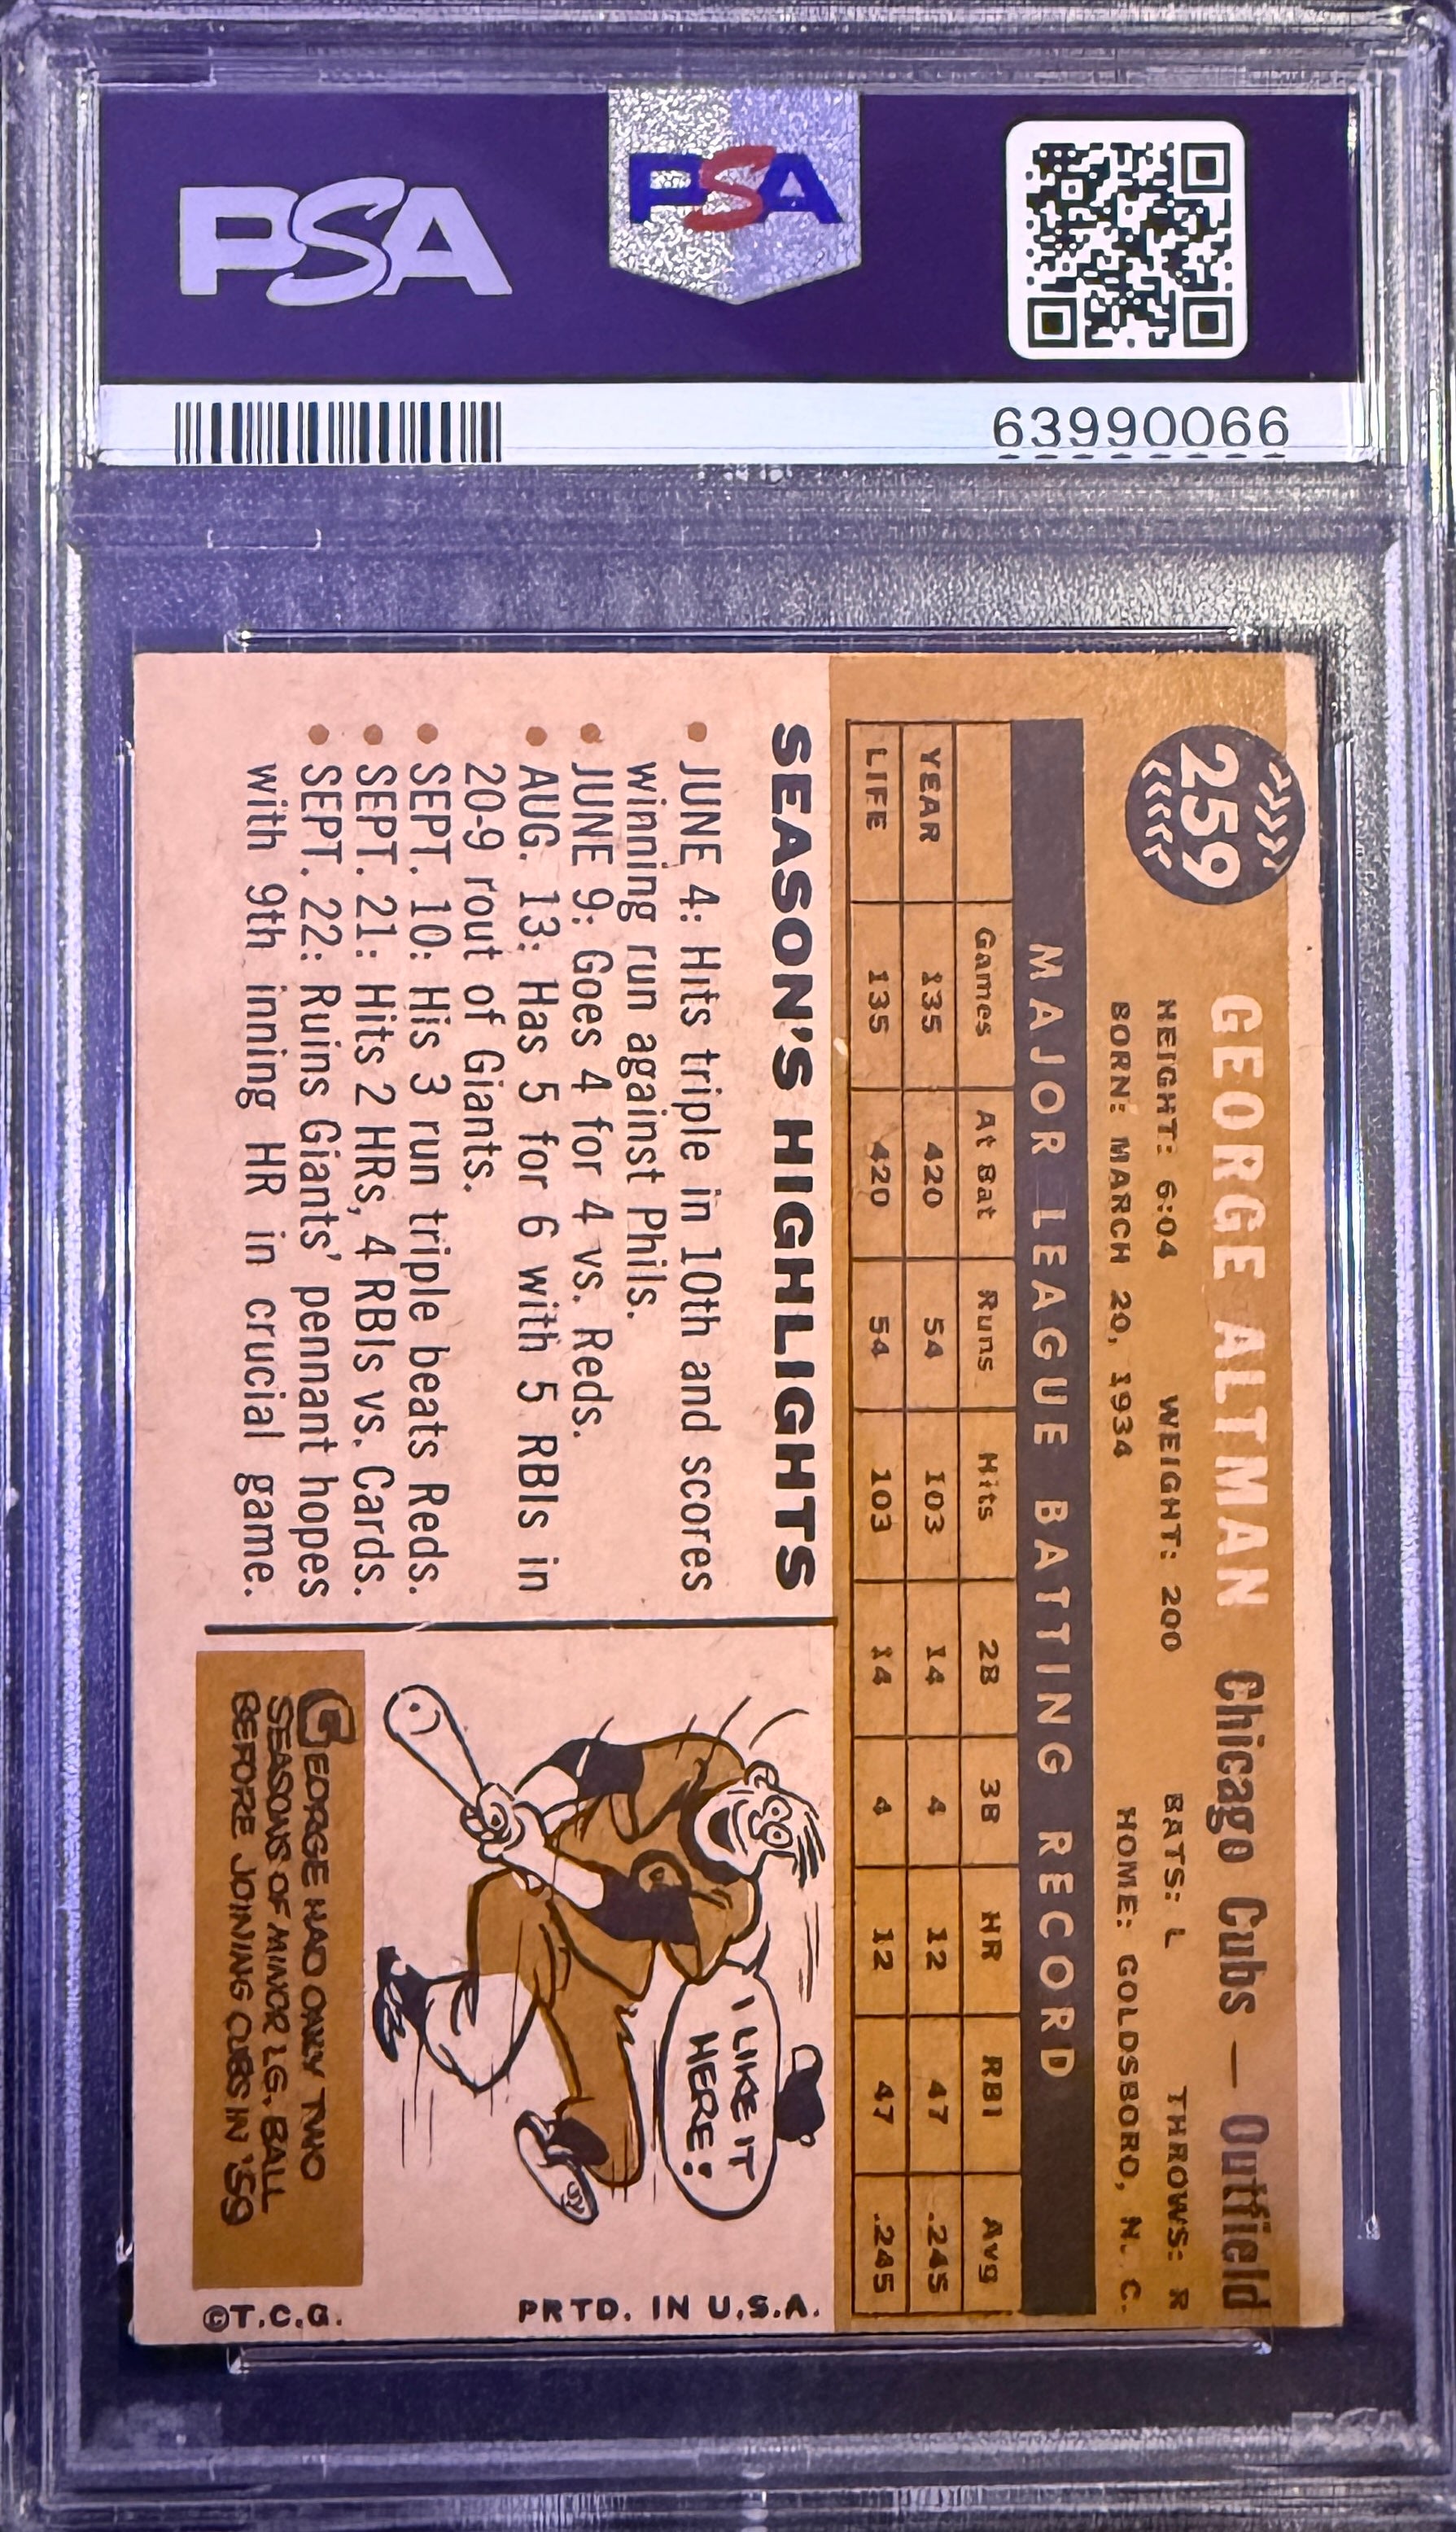 PSA
PSA
63990066
259
GEORGE ALTMAN Chicago Cubs — Outfield
HEIGHT: 6:04 WEIGHT: 200 BATS: L THROWS: R
BORN: MARCH 20, 1934 HOME: GOLDSBORO, N. C.
MAJOR LEAGUE BATTING RECORD
Games At Bat Runs Hits 2B 3B HR RBI Avg
YEAR 135 420 54 103 14 4 12 47 .245
LIFE 135 420 54 103 14 4 12 47 .245
SEASON'S HIGHLIGHTS
• JUNE 4: Hits triple in 10th and scores
winning run against Phils.
• JUNE 9: Goes 4 for 4 vs. Reds.
• AUG. 13: Has 5 for 6 with 5 RBIs in
20-9 rout of Giants.
• SEPT. 10: His 3 run triple beats Reds.
• SEPT. 21: Hits 2 HRs, 4 RBIs vs. Cards.
• SEPT. 22: Ruins Giants' pennant hopes
with 9th inning HR in crucial game.
I LIKE IT
HERE!
GEORGE HAD ONLY TWO
SEASONS OF MINOR LG. BALL
BEFORE JOINING CUBS IN '59
©T.C.G.
PRTD. IN U.S.A.